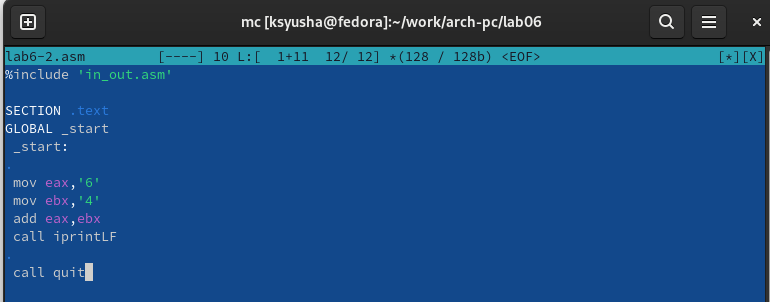 mc [ksyusha@fedora]:~/work/arch-pc/lab06
lab6-2.asm [----] 10 L:[ 1+11 12/ 12] *(128 / 128b) <EOF> [*][X]
%include 'in_out.asm'
SECTION .text
GLOBAL _start
_start:
.
mov eax,'6'
mov ebx,'4'
add eax,ebx
call iprintLF
.
call quit